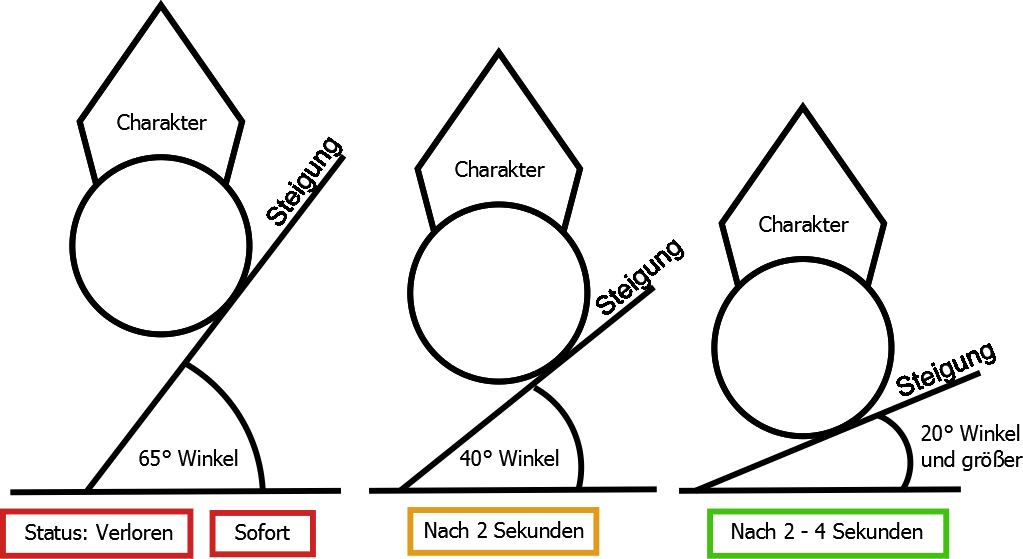 Charakter
Steigung
65° Winkel
Status: Verloren
Sofort
Charakter
Steigung
40° Winkel
Nach 2 Sekunden
Charakter
Steigung
20° Winkel
und größer
Nach 2 - 4 Sekunden